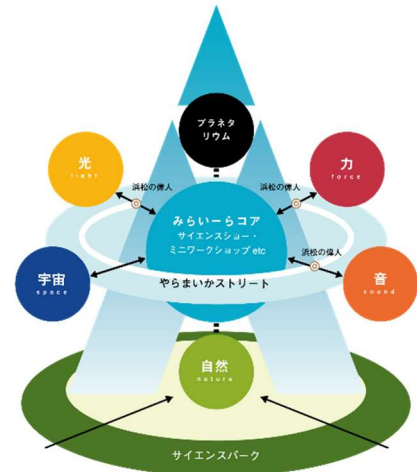 プラネタ
リウム
光
light
力
force
浜松の偉人
浜松の偉人
みらいーらコア
サイエンスショー・
ミニワークショップ etc
浜松の偉人
宇宙
space
やらまいかストリート
音
sound
自然
nature
サイエンスパーク